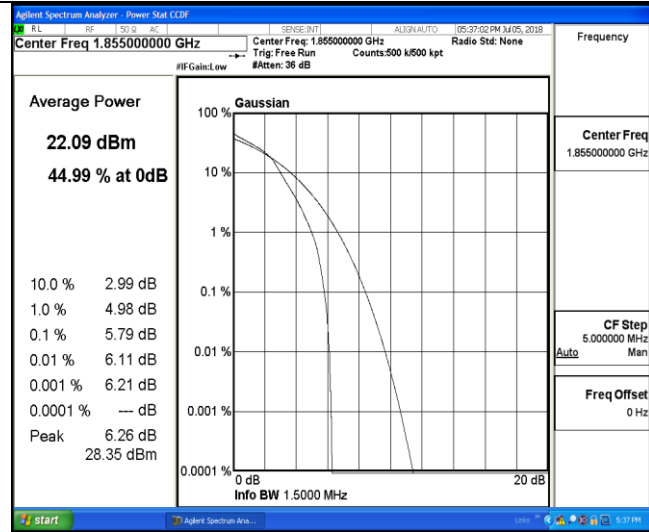 Agilent Spectrum Analyzer - Power Stat CCDF
RL RF 50 Ω AC SENSE:INT ALIGN AUTO 05:37:02 PM Jul 05, 2018
Center Freq 1.855000000 GHz
Center Freq: 1.855000000 GHz Radio Std: None
Trig: Free Run Counts:500 k/500 kpt
#IFGain:Low #Atten: 36 dB
Frequency
Average Power
22.09 dBm
44.99 % at 0dB
10.0 % 2.99 dB
1.0 % 4.98 dB
0.1 % 5.79 dB
0.01 % 6.11 dB
0.001 % 6.21 dB
0.0001 % --- dB
Peak 6.26 dB
28.35 dBm
Gaussian
100 %
10 %
1 %
0.1 %
0.01 %
0.001 %
0.0001 %
0 dB 20 dB
Info BW 1.5000 MHz
Center Freq
1.855000000 GHz
CF Step
5.000000 MHz
Auto Man
Freq Offset
0 Hz
start Agilent Spectrum Ana... Links » 5:37 PM